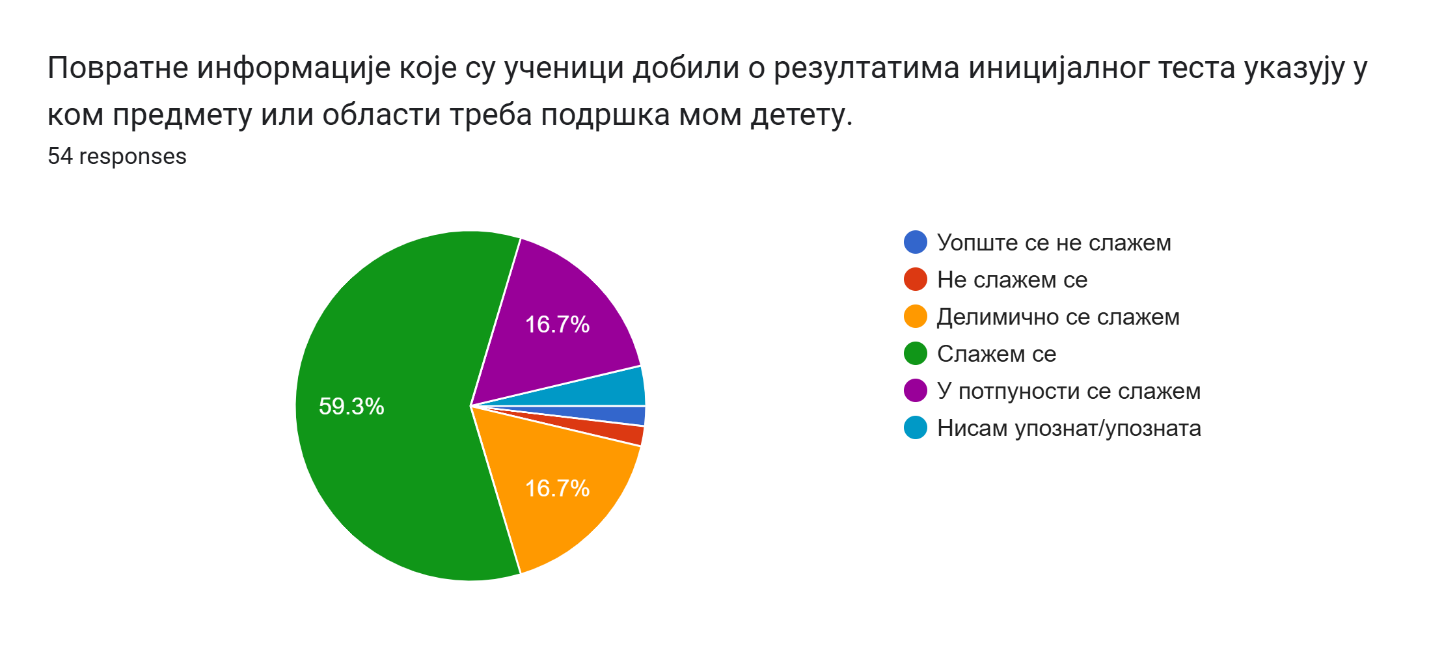 Повратне информације које су ученици добили о резултатима иницијалног теста указују у
ком предмету или области треба подршка мом детету.
54 responses
16.7%
59.3%
16.7%
Уопште се не слажем
Не слажем се
Делимично се слажем
Слажем се
У потпуности се слажем
Нисам упознат/упозната